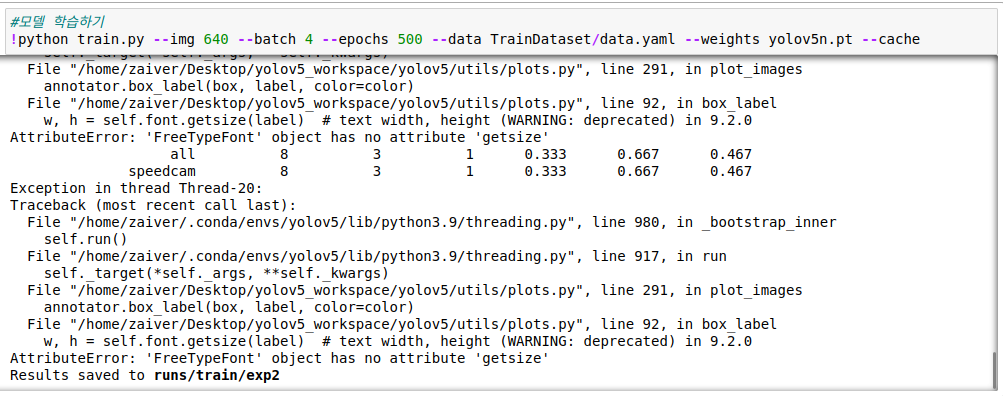 #모델 학습하기
!python train.py --img 640 --batch 4 --epochs 500 --data TrainDataset/data.yaml --weights yolov5n.pt --cache
self._target(*self._args, **self._kwargs)
File "/home/zaiver/Desktop/yolov5_workspace/yolov5/utils/plots.py", line 291, in plot_images
annotator.box_label(box, label, color=color)
File "/home/zaiver/Desktop/yolov5_workspace/yolov5/utils/plots.py", line 92, in box_label
w, h = self.font.getsize(label)  # text width, height (WARNING: deprecated) in 9.2.0
AttributeError: 'FreeTypeFont' object has no attribute 'getsize'
all 8 3 1 0.333 0.667 0.467
speedcam 8 3 1 0.333 0.667 0.467
Exception in thread Thread-20:
Traceback (most recent call last):
File "/home/zaiver/.conda/envs/yolov5/lib/python3.9/threading.py", line 980, in _bootstrap_inner
self.run()
File "/home/zaiver/.conda/envs/yolov5/lib/python3.9/threading.py", line 917, in run
self._target(*self._args, **self._kwargs)
File "/home/zaiver/Desktop/yolov5_workspace/yolov5/utils/plots.py", line 291, in plot_images
annotator.box_label(box, label, color=color)
File "/home/zaiver/Desktop/yolov5_workspace/yolov5/utils/plots.py", line 92, in box_label
w, h = self.font.getsize(label)  # text width, height (WARNING: deprecated) in 9.2.0
AttributeError: 'FreeTypeFont' object has no attribute 'getsize'
Results saved to runs/train/exp2